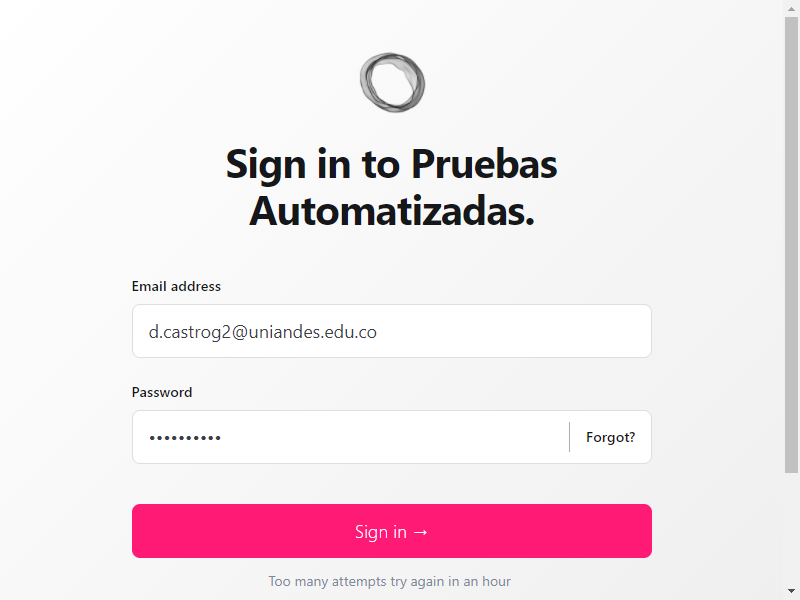 Sign in to Pruebas
Automatizadas.
Email address
d.castrog2@uniandes.edu.co
Password
••••••••••
Forgot?
Sign in →
Too many attempts try again in an hour